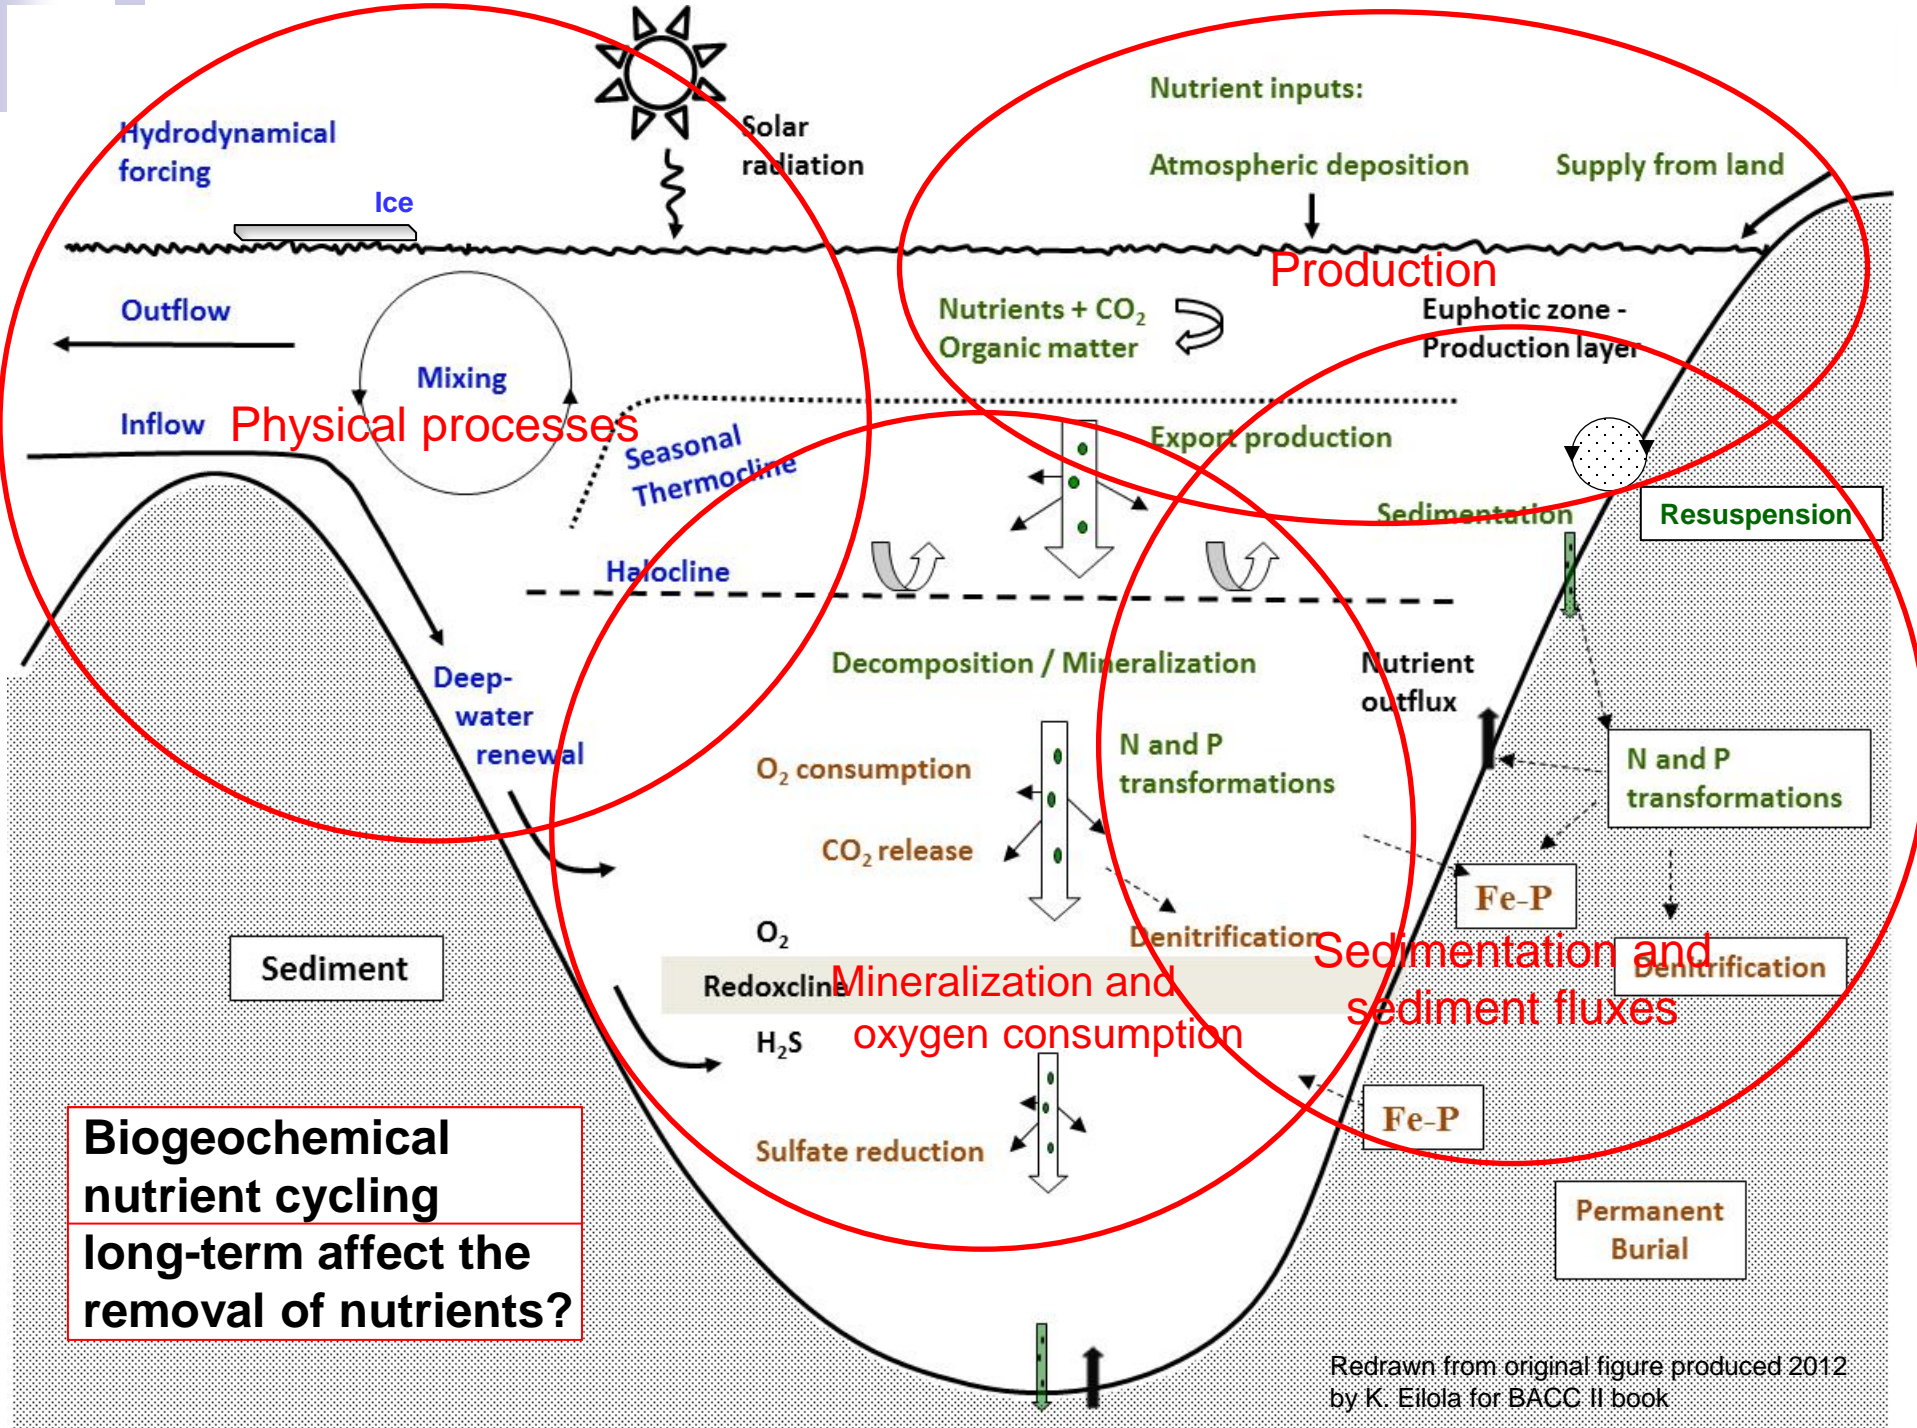 Nutrient inputs:
Hydrodynamical
forcing
Solar
radiation
Atmospheric deposition
Supply from land
Ice
Production
Outflow
Nutrients + CO₂
Organic matter
Euphotic zone -
Production layer
Mixing
Inflow
Physical processes
Seasonal
Thermocline
Export production
Sedimentation
Resuspension
Halocline
Decomposition / Mineralization
Nutrient
outflux
Deep-
water
renewal
O₂ consumption
N and P
transformations
N and P
transformations
CO₂ release
Fe-P
O₂
Denitrification
Sediment
Sedimentation and
sediment fluxes
Denitrification
Redoxcline
Mineralization and
oxygen consumption
H₂S
Fe-P
Sulfate reduction
Biogeochemical
nutrient cycling
long-term affect the
removal of nutrients?
Permanent
Burial
Redrawn from original figure produced 2012
by K. Eilola for BACC II book